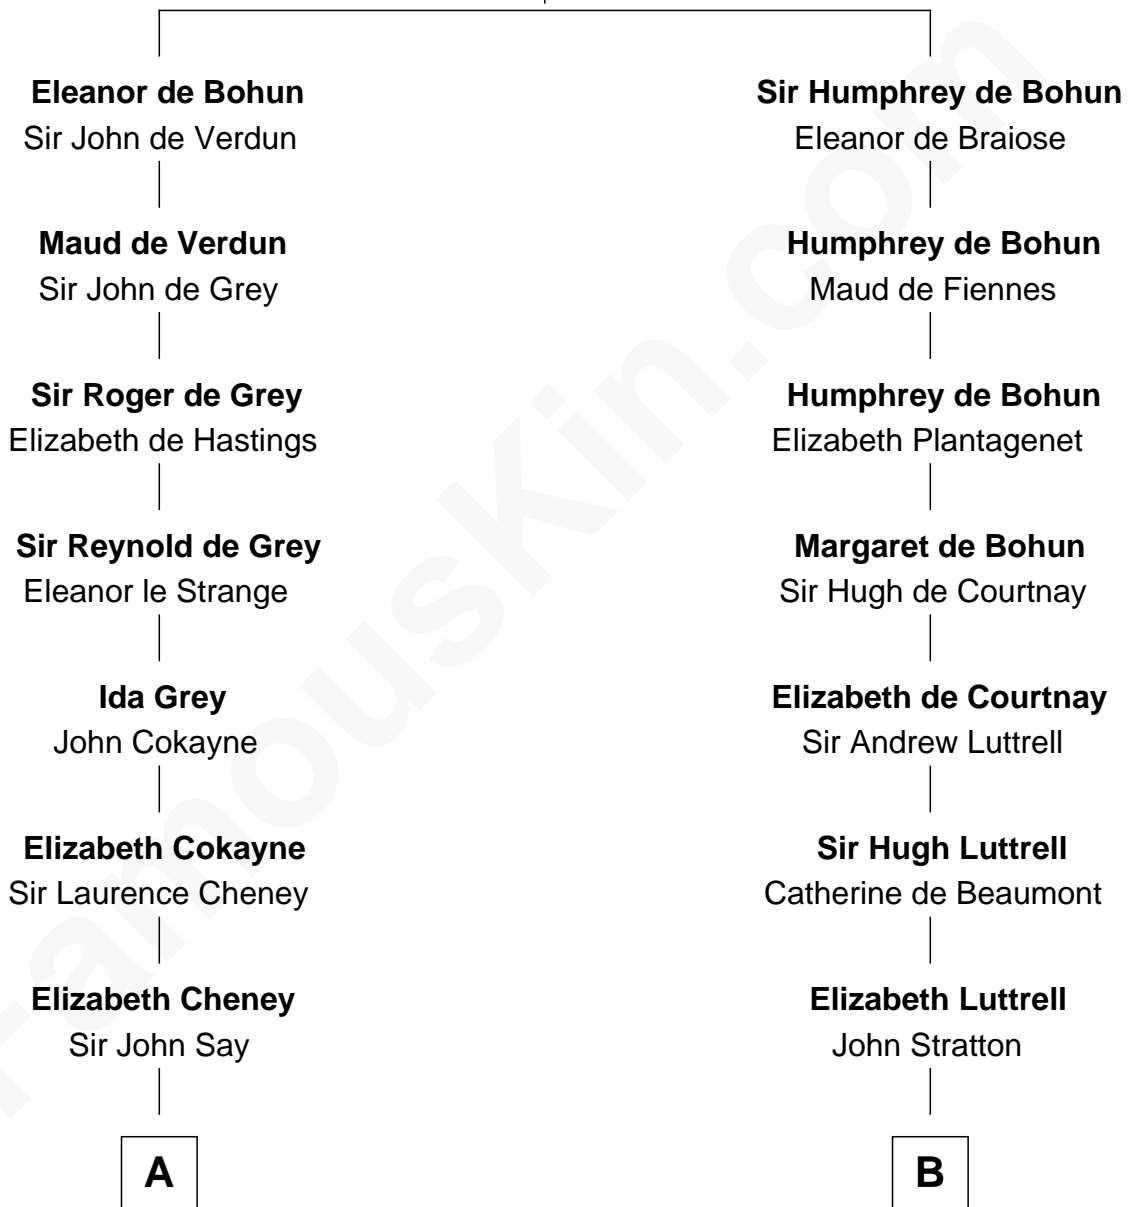 Eleanor de Bohun
Sir John de Verdun
Maud de Verdun
Sir John de Grey
Sir Roger de Grey
Elizabeth de Hastings
Sir Reynold de Grey
Eleanor le Strange
Ida Grey
John Cokayne
Elizabeth Cokayne
Sir Laurence Cheney
Elizabeth Cheney
Sir John Say
A
Sir Humphrey de Bohun
Eleanor de Braiose
Humphrey de Bohun
Maud de Fiennes
Humphrey de Bohun
Elizabeth Plantagenet
Margaret de Bohun
Sir Hugh de Courtnay
Elizabeth de Courtnay
Sir Andrew Luttrell
Sir Hugh Luttrell
Catherine de Beaumont
Elizabeth Luttrell
John Stratton
B
FamousKin.com